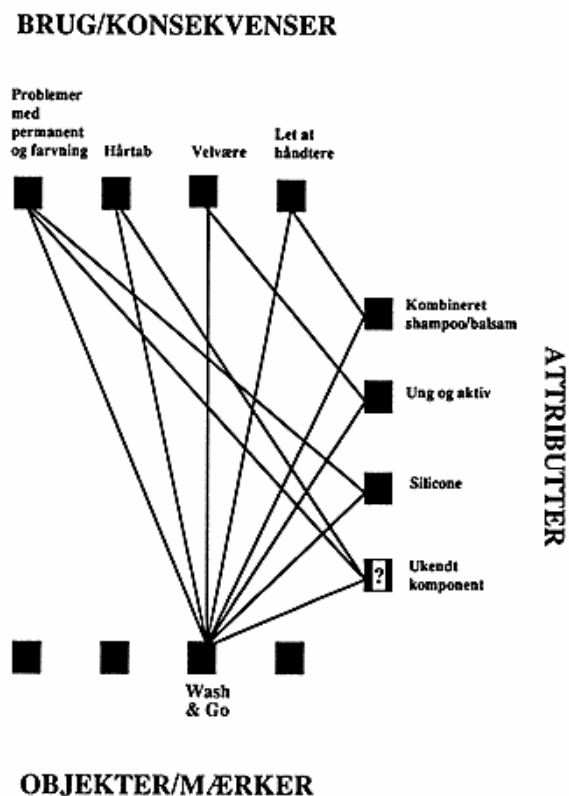 BRUG/KONSEKVENSER
Problemer
med
permanent
og farvning
Hårtab
Velvære
Let at
håndtere
Kombineret
shampoo/balsam
Ung og aktiv
Silicone
?
Ukendt
komponent
ATTRIBUTTER
Wash
& Go
OBJEKTER/MÆRKER